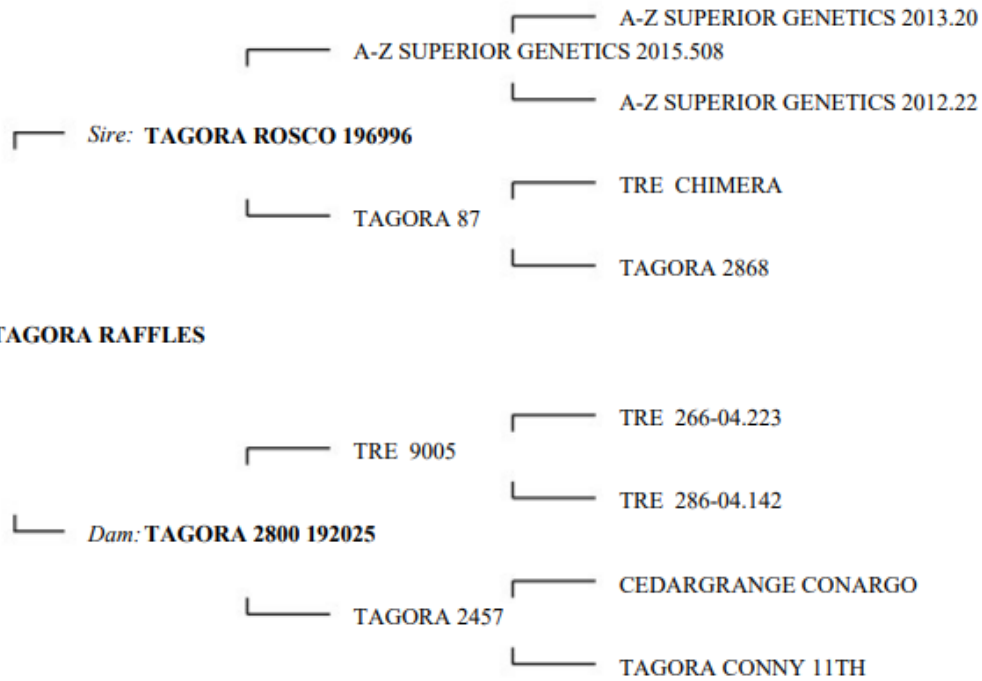 A-Z SUPERIOR GENETICS 2013.20
A-Z SUPERIOR GENETICS 2015.508
A-Z SUPERIOR GENETICS 2012.22
Sire: TAGORA ROSCO 196996
TRE CHIMERA
TAGORA 87
TAGORA 2868
TAGORA RAFFLES
TRE 266-04.223
TRE 9005
TRE 286-04.142
Dam: TAGORA 2800 192025
CEDARGRANGE CONARGO
TAGORA 2457
TAGORA CONNY 11TH